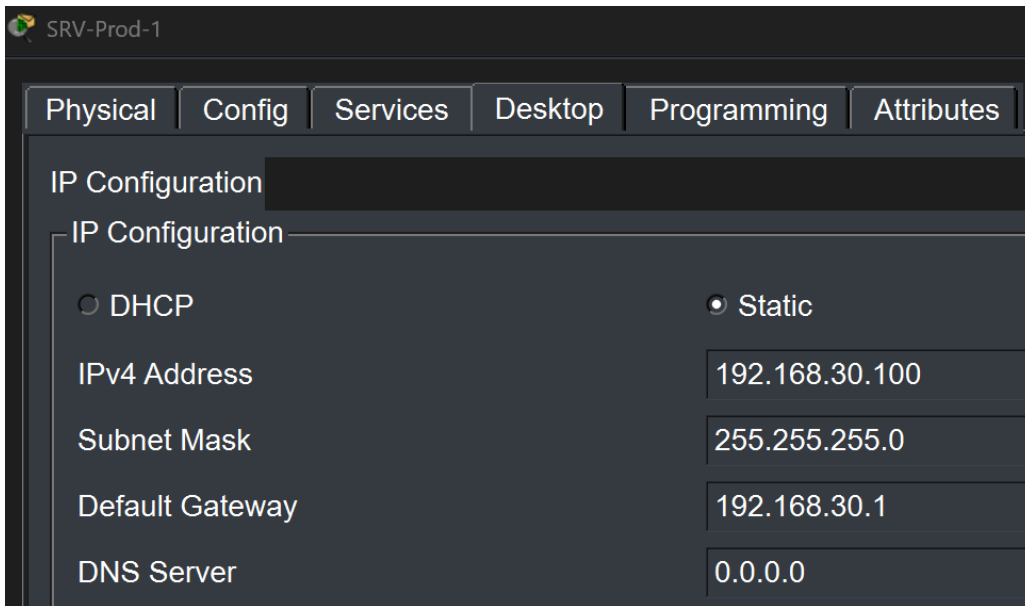 SRV-Prod-1
Physical Config Services Desktop Programming Attributes
IP Configuration
IP Configuration
DHCP Static
IPv4 Address 192.168.30.100
Subnet Mask 255.255.255.0
Default Gateway 192.168.30.1
DNS Server 0.0.0.0